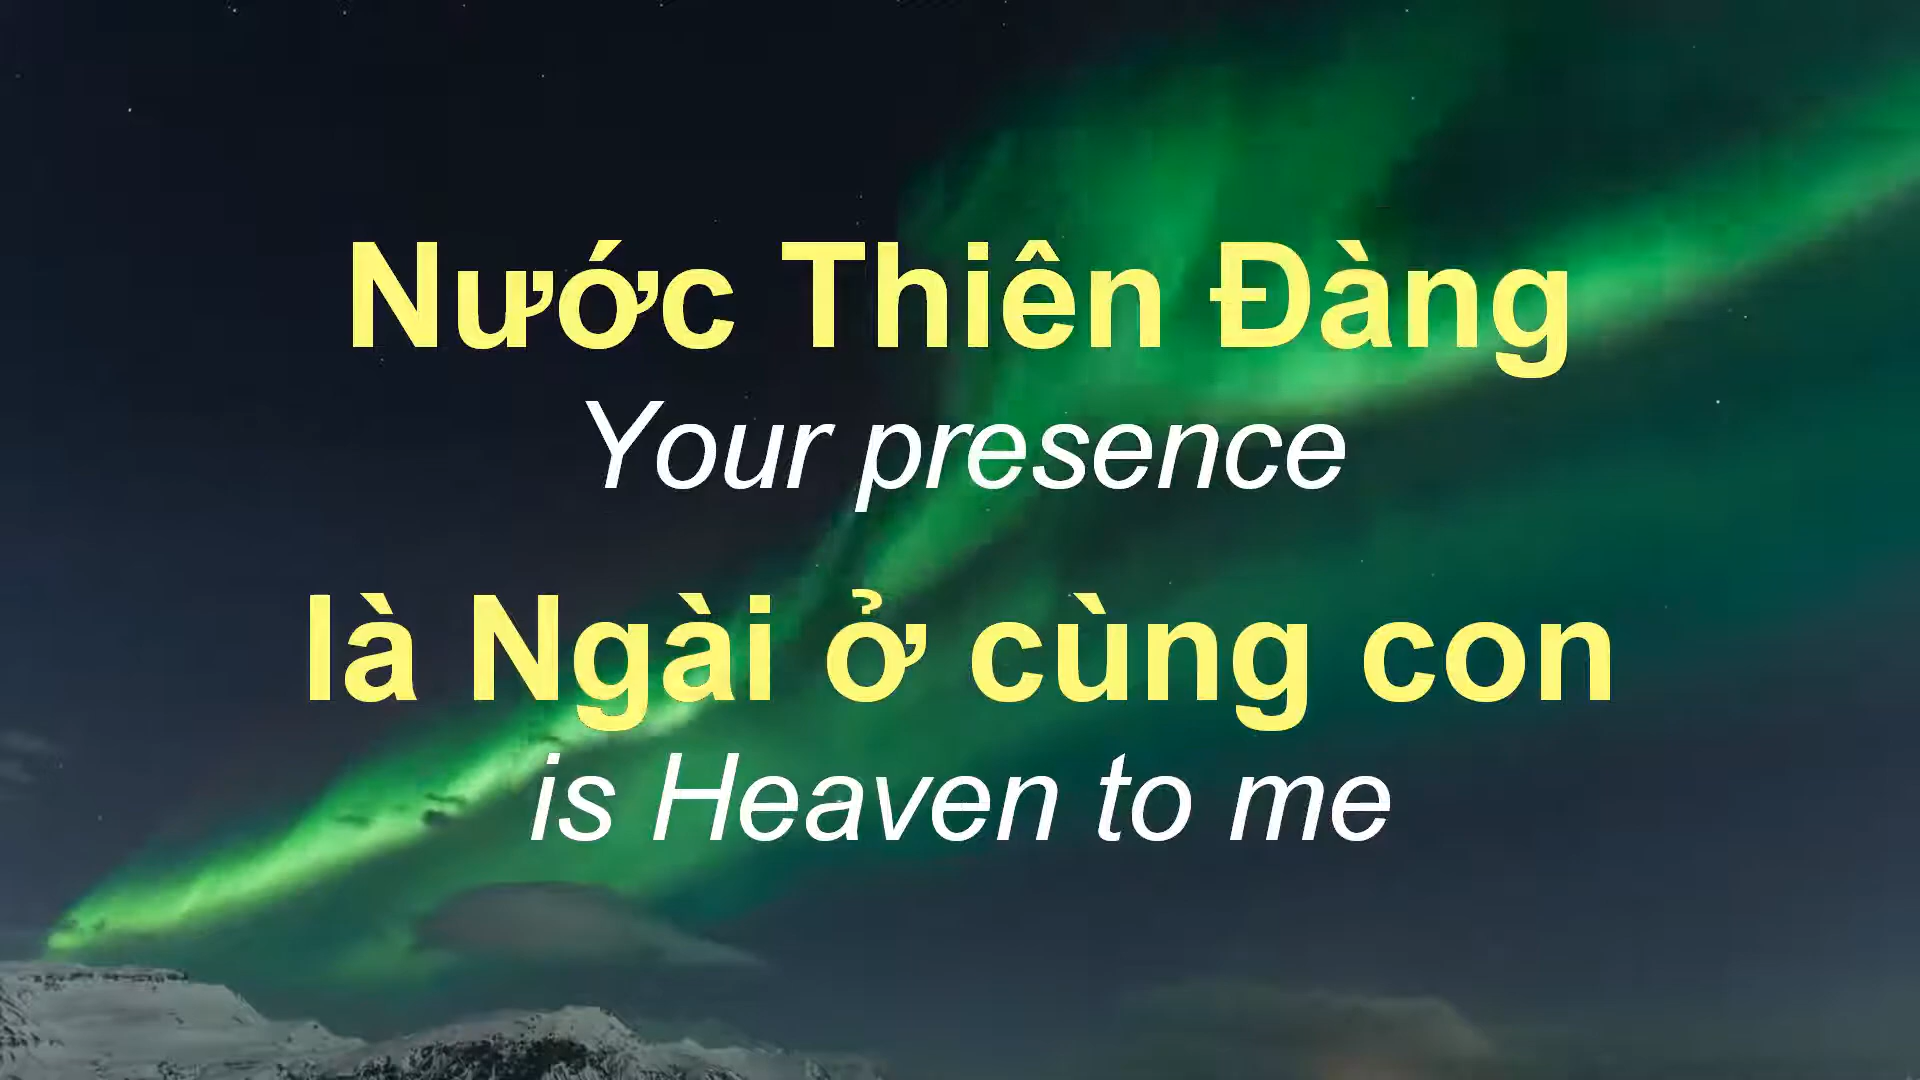 Nước Thiên Đàng
Your presence
là Ngài ở cùng con
is Heaven to me